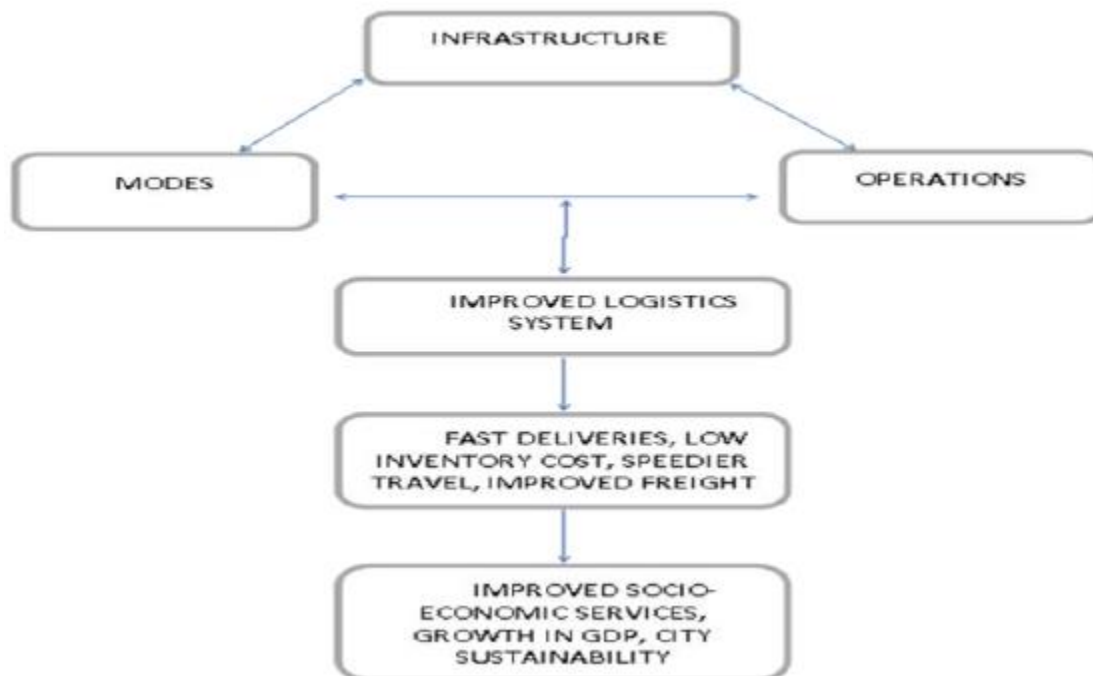 INFRASTRUCTURE
MODES
OPERATIONS
IMPROVED LOGISTICS
SYSTEM
FAST DELIVERIES, LOW
INVENTORY COST, SPEEDIER
TRAVEL, IMPROVED FREIGHT
IMPROVED SOCIO-
ECONOMIC SERVICES,
GROWTH IN GDP, CITY
SUSTAINABILITY